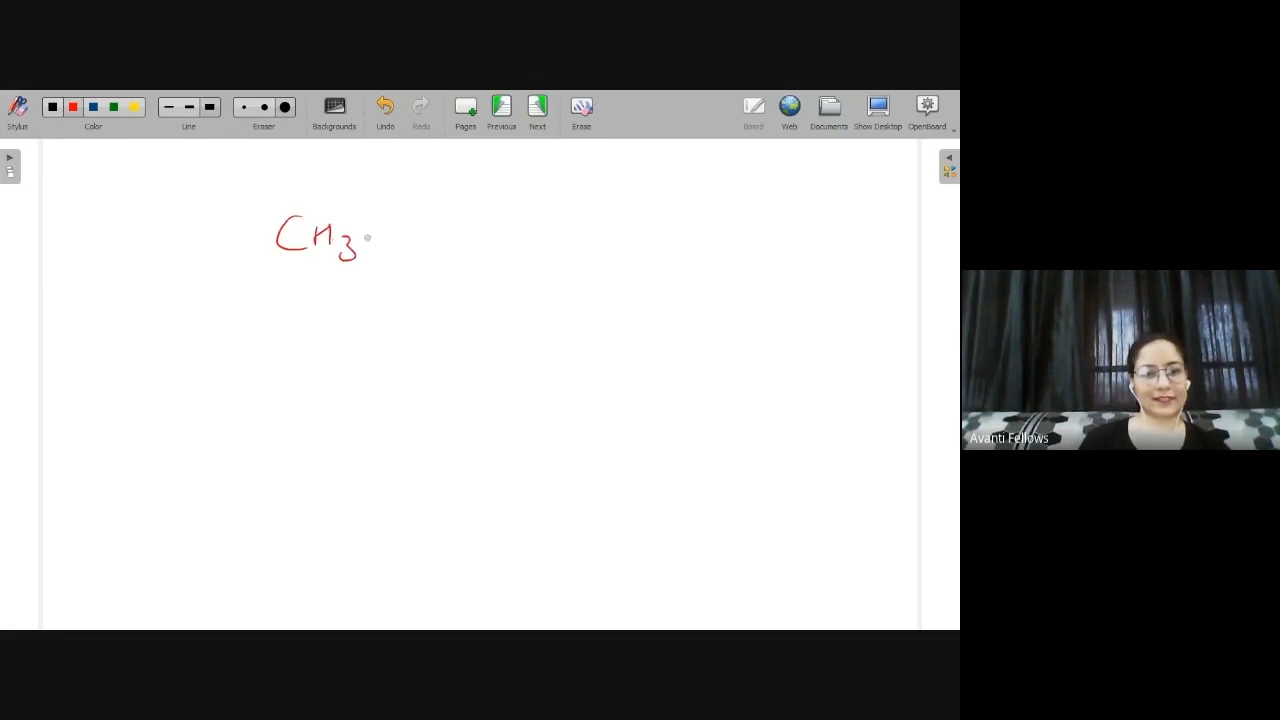 Stylus Color Line Eraser Backgrounds Undo Redo Pages Previous Next Erase Board Web Documents Show Desktop OpenBoard
CH3
Avanti Fellows